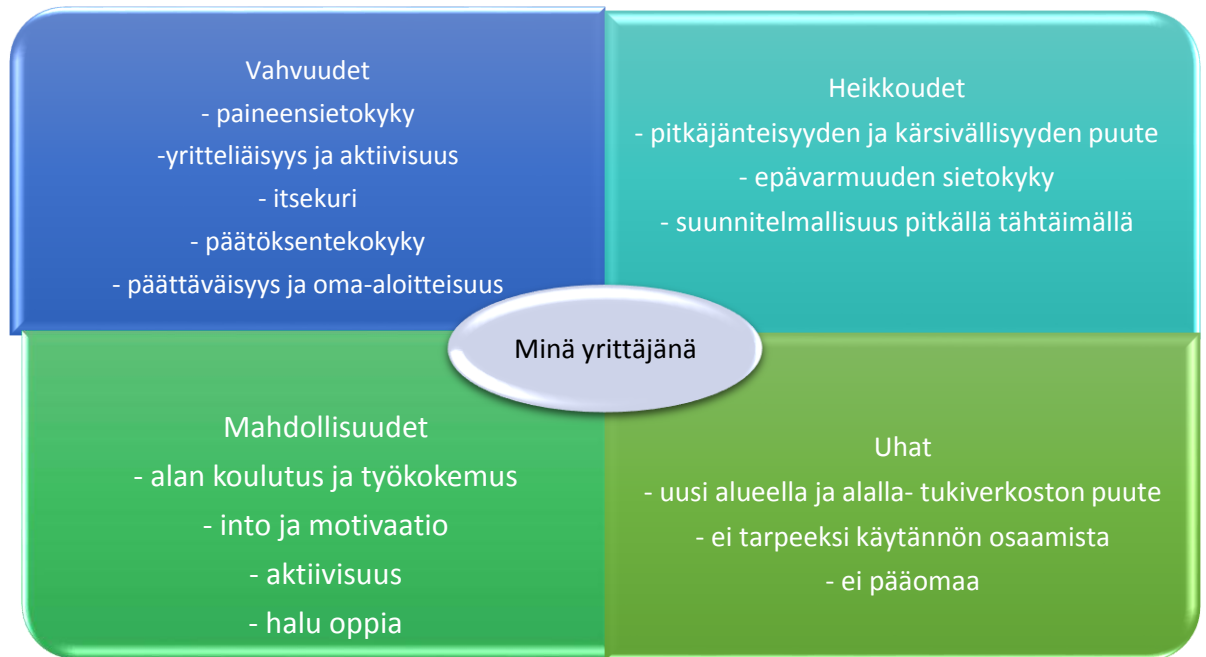 Vahvuudet
- paineensietokyky
-yritteliäisyys ja aktiivisuus
- itsekuri
- päätöksentekokyky
- päättäväisyys ja oma-aloitteisuus
Heikkoudet
- pitkäjänteisyyden ja kärsivällisyyden puute
- epävarmuuden sietokyky
- suunnitelmallisuus pitkällä tähtäimällä
Minä yrittäjänä
Mahdollisuudet
- alan koulutus ja työkokemus
- into ja motivaatio
- aktiivisuus
- halu oppia
Uhat
- uusi alueella ja alalla- tukiverkoston puute
- ei tarpeeksi käytännön osaamista
- ei pääomaa